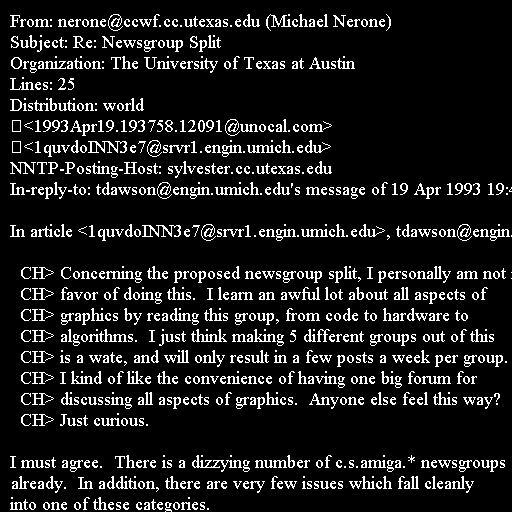 From: nerone@ccwf.cc.utexas.edu (Michael Nerone)
Subject: Re: Newsgroup Split
Organization: The University of Texas at Austin
Lines: 25
Distribution: world
<1993Apr19.193758.12091@unocal.com>
<1quvdoINN3e7@srvr1.engin.umich.edu>
NNTP-Posting-Host: sylvester.cc.utexas.edu
In-reply-to: tdawson@engin.umich.edu's message of 19 Apr 1993 19:

In article <1quvdoINN3e7@srvr1.engin.umich.edu>, tdawson@engin.

CH> Concerning the proposed newsgroup split, I personally am not
CH> favor of doing this.  I learn an awful lot about all aspects of
CH> graphics by reading this group, from code to hardware to
CH> algorithms.  I just think making 5 different groups out of this
CH> is a wate, and will only result in a few posts a week per group.
CH> I kind of like the convenience of having one big forum for
CH> discussing all aspects of graphics.  Anyone else feel this way?
CH> Just curious.

I must agree.  There is a dizzying number of c.s.amiga.* newsgroups
already.  In addition, there are very few issues which fall cleanly
into one of these categories.